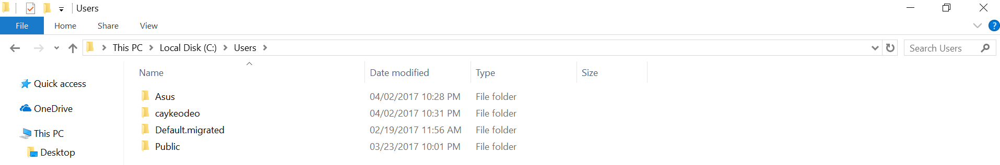 Users
File Home Share View
?
This PC Local Disk (C:) Users Search Users
Name Date modified Type Size
Quick access
Asus 04/02/2017 10:28 PM File folder
OneDrive
caykeodeo 04/02/2017 10:31 PM File folder
This PC
Default.migrated 02/19/2017 11:56 AM File folder
Desktop
Public 03/23/2017 10:01 PM File folder